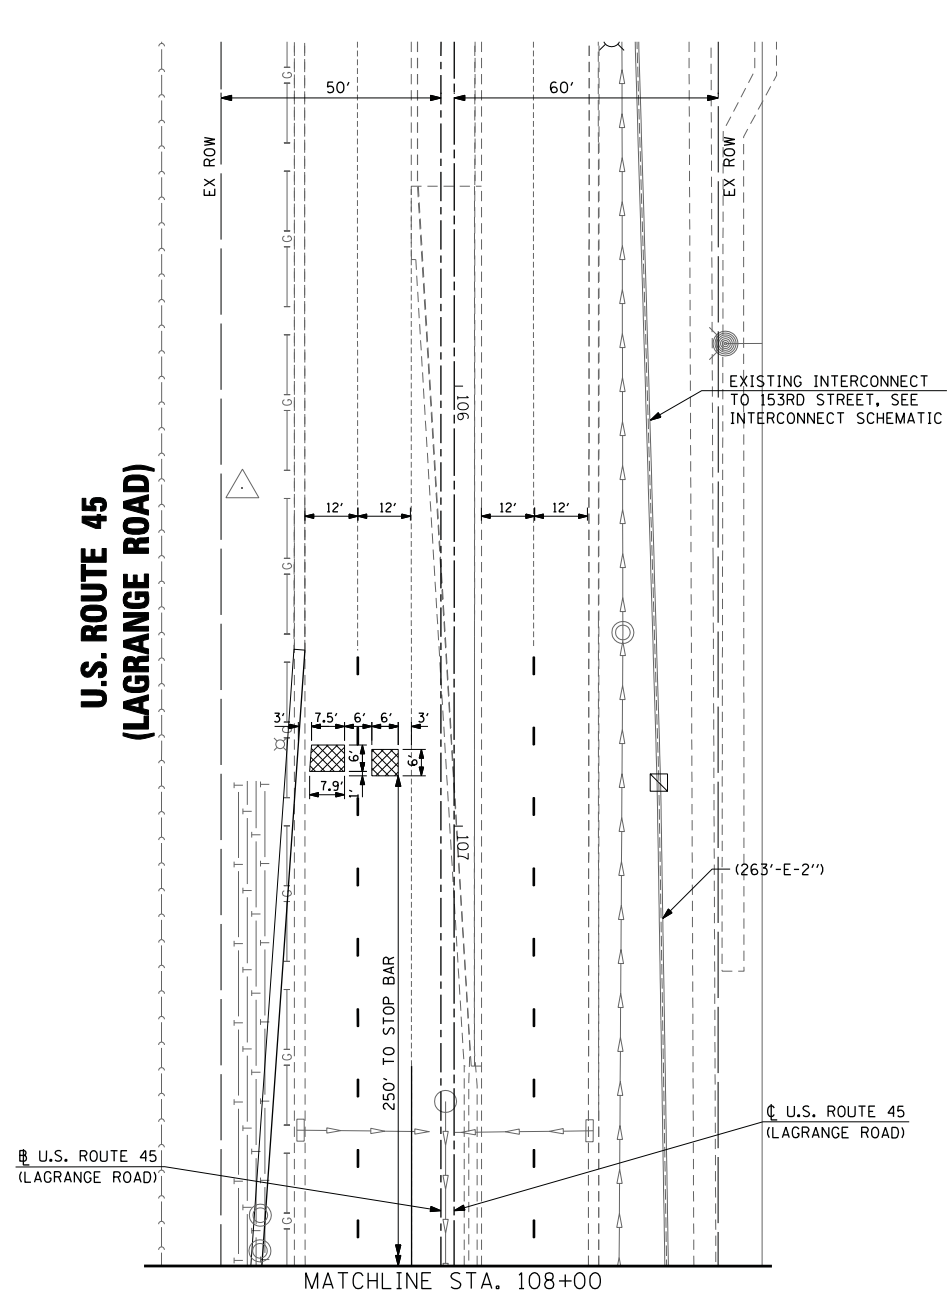 50'
60'
EX ROW
EX ROW
EXISTING INTERCONNECT
TO 153RD STREET, SEE
INTERCONNECT SCHEMATIC
106
U.S. ROUTE 45
(LAGRANGE ROAD)
12'
12'
12'
12'
3'
7.5'
6'
6'
3'
6'
6'
7.9'
1'
107
(263'-E-2")
250' TO STOP BAR
℄ U.S. ROUTE 45
(LAGRANGE ROAD)
BL U.S. ROUTE 45
(LAGRANGE ROAD)
G
G
G
G
G
G
G
G
T
T
T
T
MATCHLINE STA. 108+00